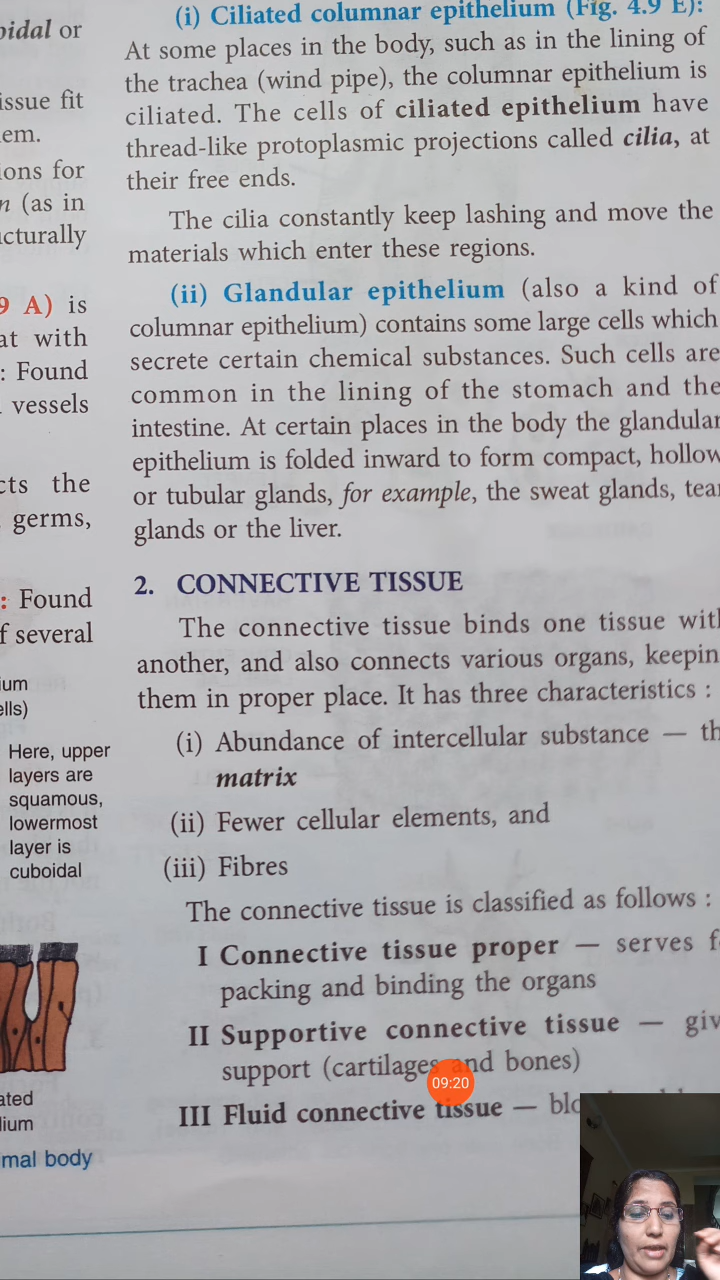 oidal or
issue fit
em.
ons for
n (as in
ucturally
9 A) is
at with
: Found
vessels
cts the
germs,
: Found
f several
ium
ells)
Here, upper
layers are
squamous,
lowermost
layer is
cuboidal
ated
lium
mal body
(i) Ciliated columnar epithelium (Fig. 4.9 E):
At some places in the body, such as in the lining of
the trachea (wind pipe), the columnar epithelium is
ciliated. The cells of ciliated epithelium have
thread-like protoplasmic projections called cilia, at
their free ends.
The cilia constantly keep lashing and move the
materials which enter these regions.
(ii) Glandular epithelium (also a kind of
columnar epithelium) contains some large cells which
secrete certain chemical substances. Such cells are
common in the lining of the stomach and the
intestine. At certain places in the body the glandular
epithelium is folded inward to form compact, hollow
or tubular glands, for example, the sweat glands, tear
glands or the liver.
2. CONNECTIVE TISSUE
The connective tissue binds one tissue with
another, and also connects various organs, keepin
them in proper place. It has three characteristics :
(i) Abundance of intercellular substance — th
matrix
(ii) Fewer cellular elements, and
(iii) Fibres
The connective tissue is classified as follows :
I Connective tissue proper — serves f
packing and binding the organs
II Supportive connective tissue — giv
support (cartilages and bones)
III Fluid connective tissue — blo
09:20